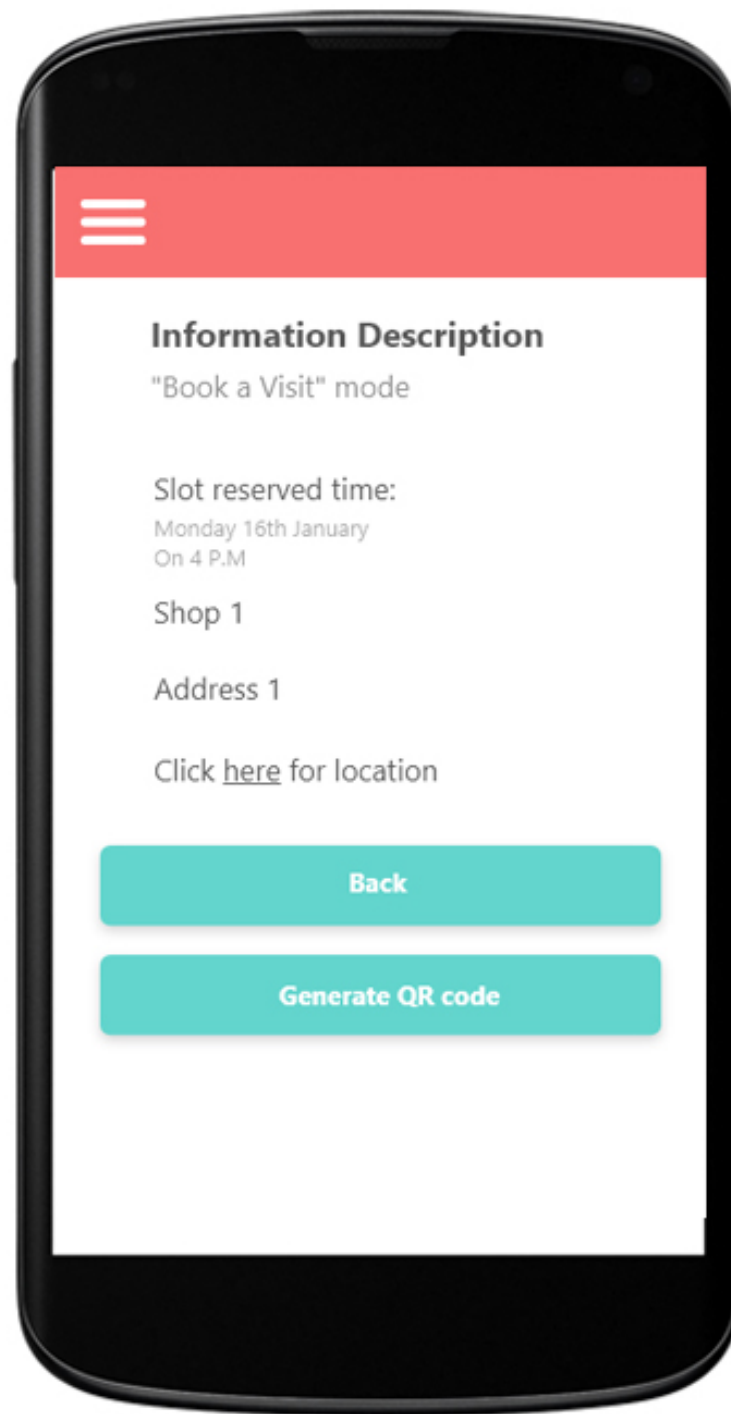 Information Description
"Book a Visit" mode
Slot reserved time:
Monday 16th January
On 4 P.M
Shop 1
Address 1
Click here for location
Back
Generate QR code